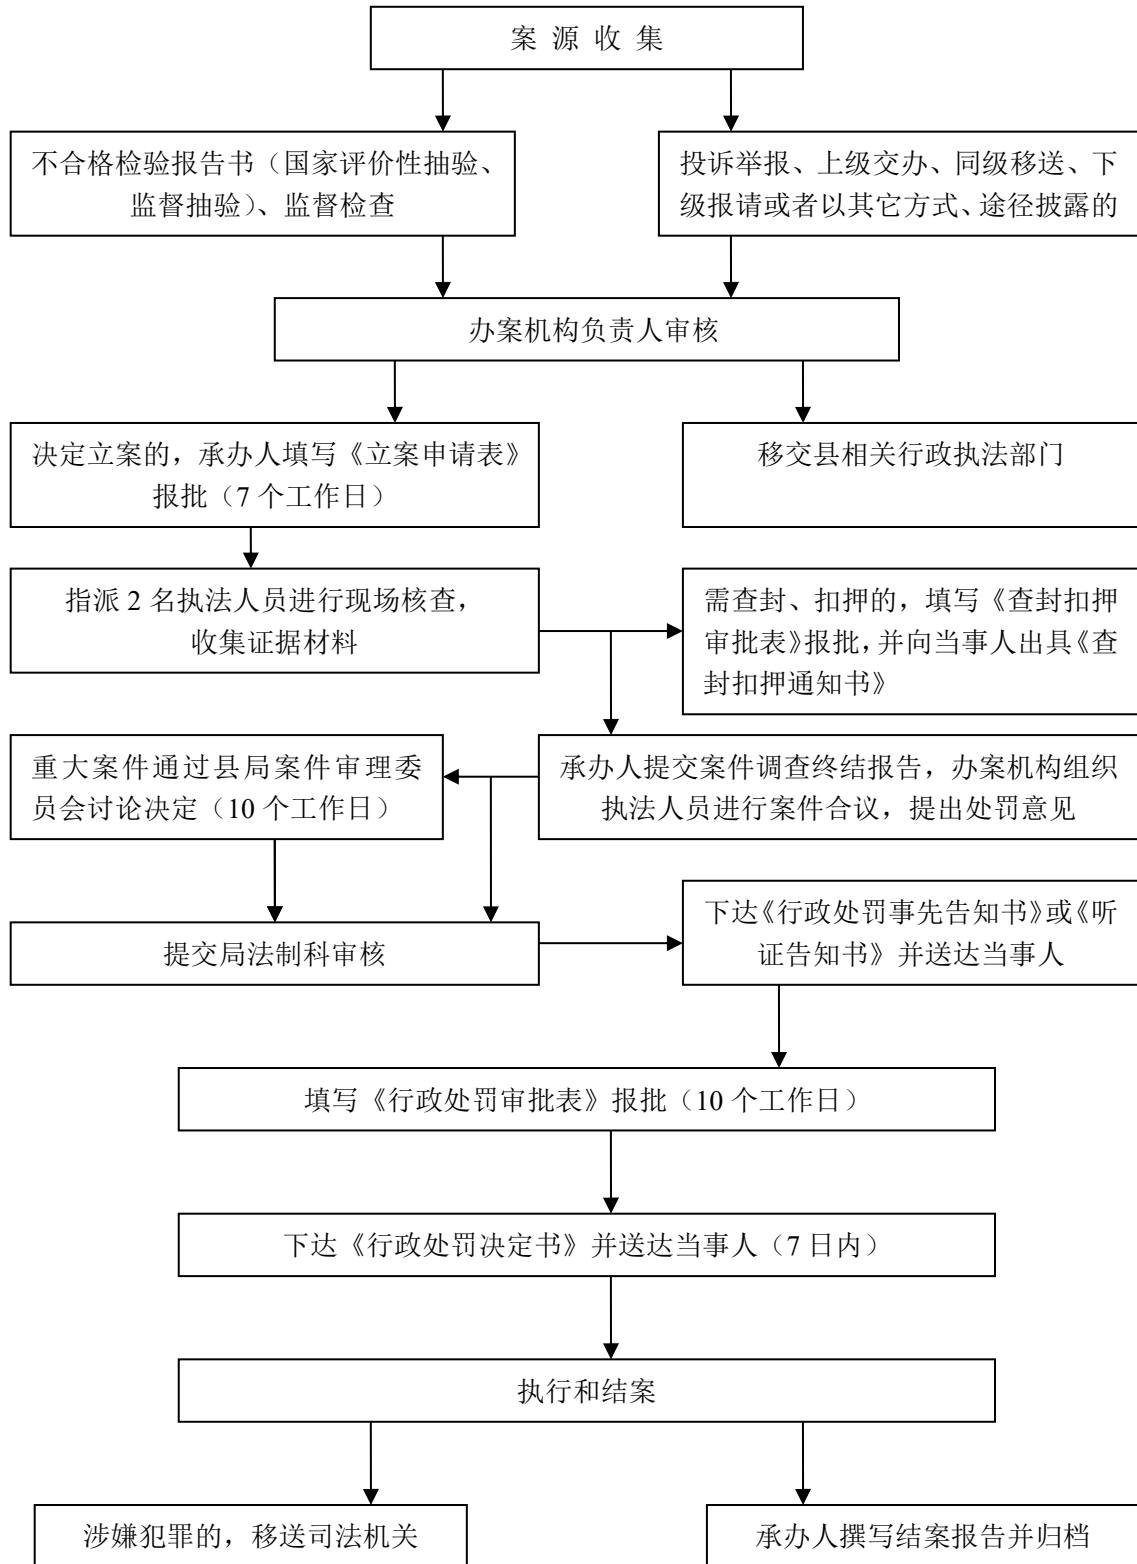 案 源 收 集
不合格检验报告书（国家评价性抽验、
监督抽验）、监督检查
投诉举报、上级交办、同级移送、下
级报请或者以其它方式、途径披露的
办案机构负责人审核
决定立案的，承办人填写《立案申请表》
报批（7 个工作日）
移交县相关行政执法部门
指派 2 名执法人员进行现场核查，
收集证据材料
需查封、扣押的，填写《查封扣押
审批表》报批，并向当事人出具《查
封扣押通知书》
重大案件通过县局案件审理委
员会讨论决定（10 个工作日）
承办人提交案件调查终结报告，办案机构组织
执法人员进行案件合议，提出处罚意见
提交局法制科审核
下达《行政处罚事先告知书》或《听
证告知书》并送达当事人
填写《行政处罚审批表》报批（10 个工作日）
下达《行政处罚决定书》并送达当事人（7 日内）
执行和结案
涉嫌犯罪的，移送司法机关
承办人撰写结案报告并归档